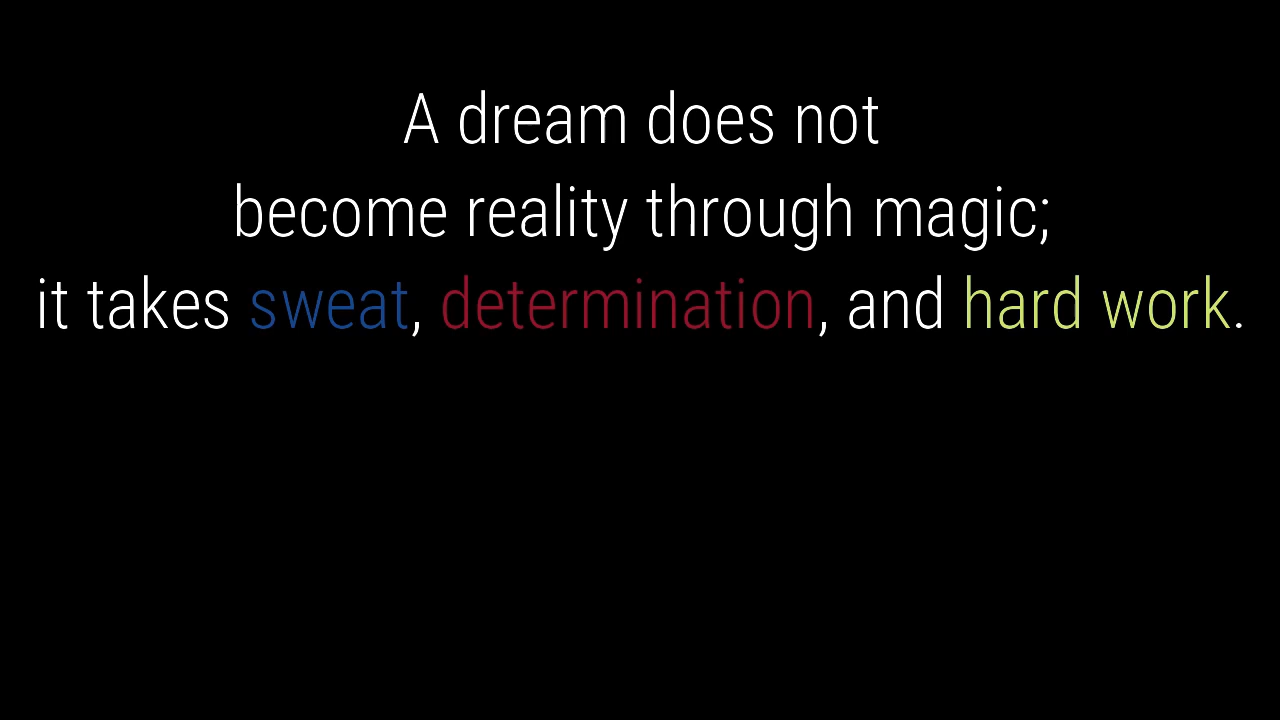 A dream does not
become reality through magic;
it takes sweat, determination, and hard work.